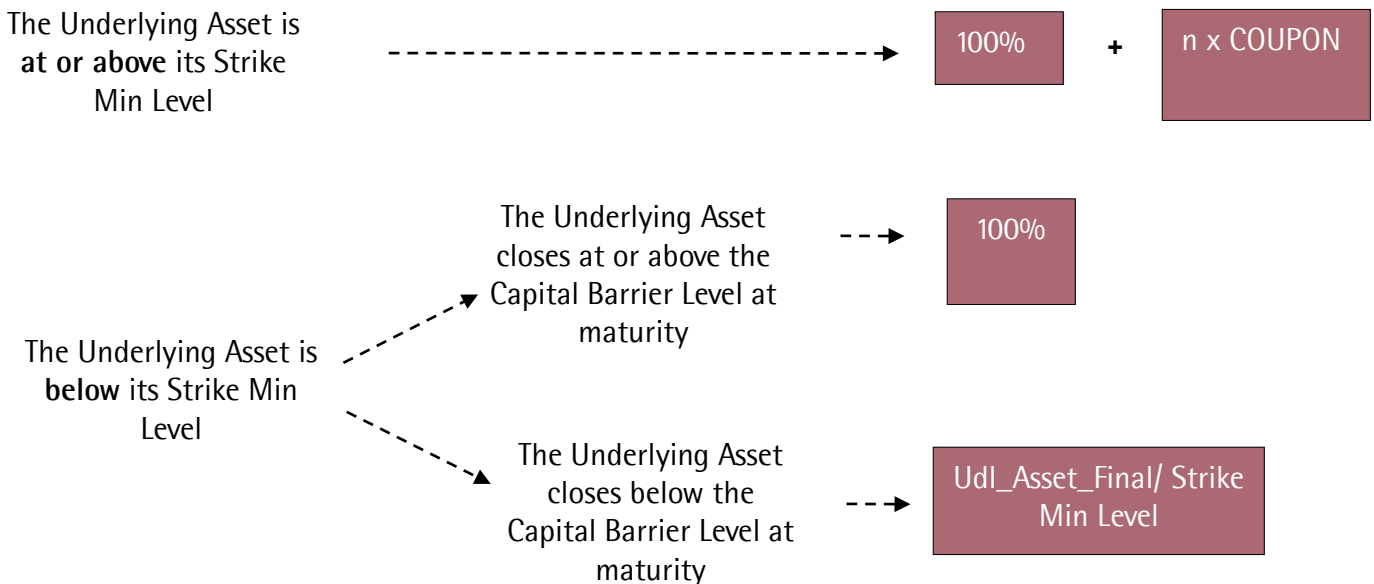 The Underlying Asset is
at or above its Strike
Min Level
100%
+
n x COUPON
The Underlying Asset
closes at or above the
Capital Barrier Level at
maturity
100%
The Underlying Asset is
below its Strike Min
Level
The Underlying Asset
closes below the
Capital Barrier Level at
maturity
Udl_Asset_Final/ Strike
Min Level